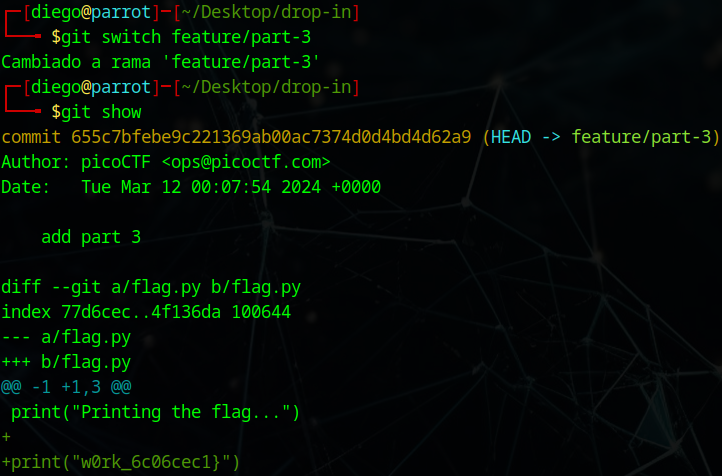 ┌─[diego@parrot]─[~/Desktop/drop-in]
└──╼ $git switch feature/part-3
Cambiado a rama 'feature/part-3'
┌─[diego@parrot]─[~/Desktop/drop-in]
└──╼ $git show
commit 655c7bfebe9c221369ab00ac7374d0d4bd4d62a9 (HEAD -> feature/part-3)
Author: picoCTF <ops@picoctf.com>
Date:   Tue Mar 12 00:07:54 2024 +0000

    add part 3

diff --git a/flag.py b/flag.py
index 77d6cec..4f136da 100644
--- a/flag.py
+++ b/flag.py
@@ -1 +1,3 @@
 print("Printing the flag...")
+
+print("w0rk_6c06cec1}")